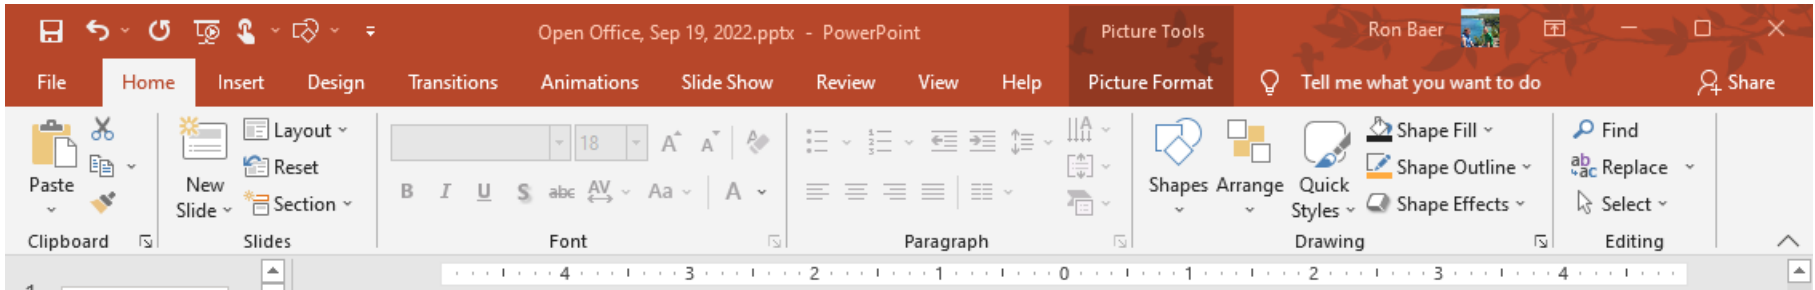 Open Office, Sep 19, 2022.pptx - PowerPoint
Picture Tools
Ron Baer
File Home Insert Design Transitions Animations Slide Show Review View Help Picture Format Tell me what you want to do Share
Paste
Clipboard
New Slide
Layout
Reset
Section
Slides
18
A A
B I U S abc AV Aa A
Font
Paragraph
Shapes
Arrange
Quick Styles
Shape Fill
Shape Outline
Shape Effects
Drawing
Find
Replace
Select
Editing
4 3 2 1 0 1 2 3 4